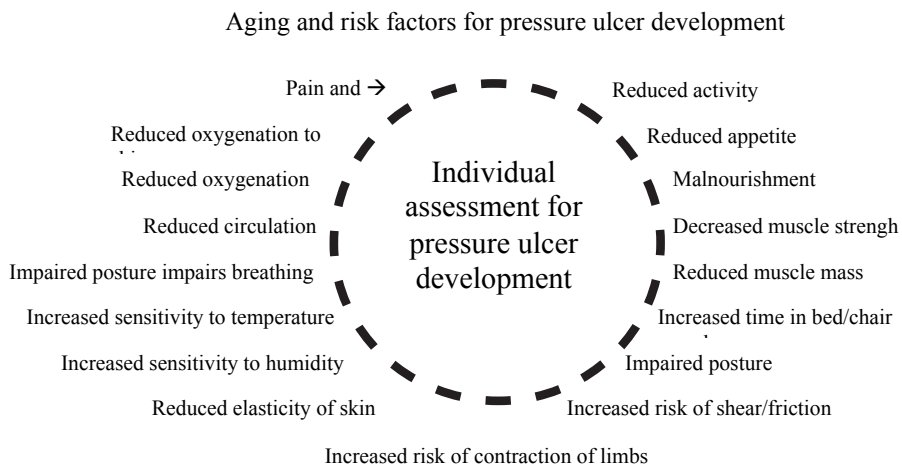 Aging and risk factors for pressure ulcer development
Pain and →
Reduced activity
Reduced appetite
Malnourishment
Decreased muscle strengh
Reduced muscle mass
Increased time in bed/chair
Impaired posture
Increased risk of shear/friction
Increased risk of contraction of limbs
Reduced elasticity of skin
Increased sensitivity to humidity
Increased sensitivity to temperature
Impaired posture impairs breathing
Reduced circulation
Reduced oxygenation
Reduced oxygenation to
Individual
assessment for
pressure ulcer
development